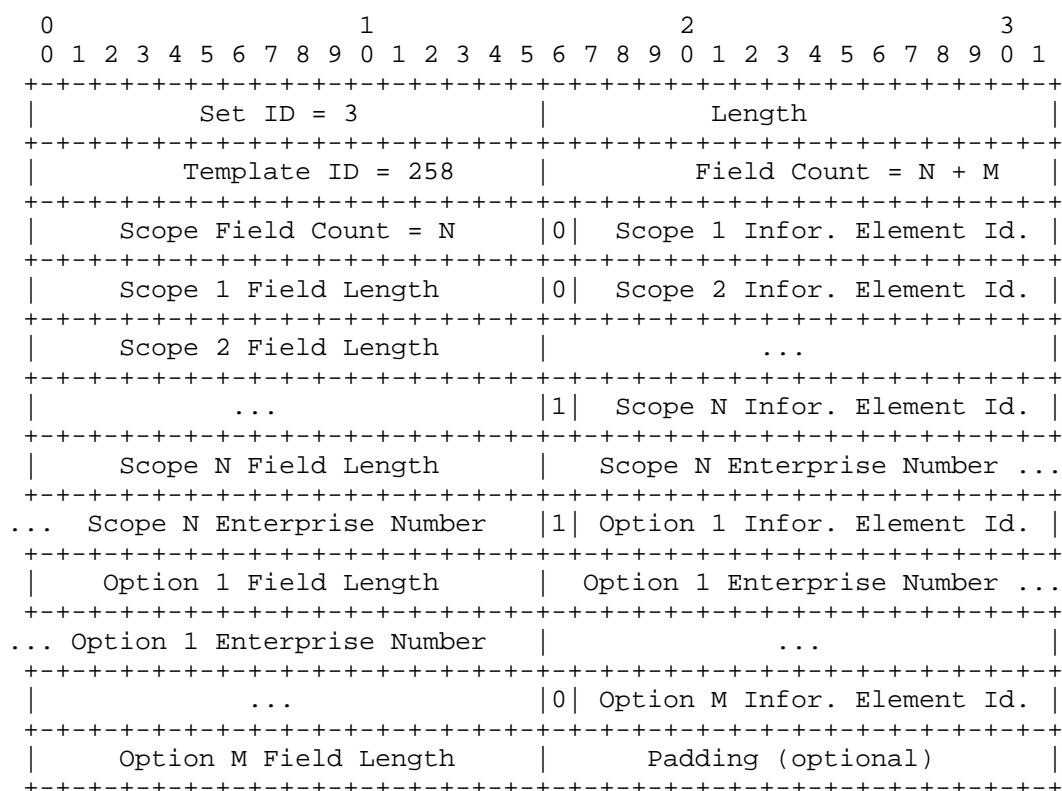 0                   1                   2                   3
 0 1 2 3 4 5 6 7 8 9 0 1 2 3 4 5 6 7 8 9 0 1 2 3 4 5 6 7 8 9 0 1
+-+-+-+-+-+-+-+-+-+-+-+-+-+-+-+-+-+-+-+-+-+-+-+-+-+-+-+-+-+-+-+-+
|          Set ID = 3           |          Length               |
+-+-+-+-+-+-+-+-+-+-+-+-+-+-+-+-+-+-+-+-+-+-+-+-+-+-+-+-+-+-+-+-+
|         Template ID = 258     |         Field Count = N + M   |
+-+-+-+-+-+-+-+-+-+-+-+-+-+-+-+-+-+-+-+-+-+-+-+-+-+-+-+-+-+-+-+-+
|     Scope Field Count = N     |0|  Scope 1 Infor. Element Id. |
+-+-+-+-+-+-+-+-+-+-+-+-+-+-+-+-+-+-+-+-+-+-+-+-+-+-+-+-+-+-+-+-+
|     Scope 1 Field Length      |0|  Scope 2 Infor. Element Id. |
+-+-+-+-+-+-+-+-+-+-+-+-+-+-+-+-+-+-+-+-+-+-+-+-+-+-+-+-+-+-+-+-+
|     Scope 2 Field Length      |             ...               |
+-+-+-+-+-+-+-+-+-+-+-+-+-+-+-+-+-+-+-+-+-+-+-+-+-+-+-+-+-+-+-+-+
|            ...                |1|  Scope N Infor. Element Id. |
+-+-+-+-+-+-+-+-+-+-+-+-+-+-+-+-+-+-+-+-+-+-+-+-+-+-+-+-+-+-+-+-+
|     Scope N Field Length      |   Scope N Enterprise Number ...
+-+-+-+-+-+-+-+-+-+-+-+-+-+-+-+-+-+-+-+-+-+-+-+-+-+-+-+-+-+-+-+-+
...  Scope N Enterprise Number   |1| Option 1 Infor. Element Id. |
+-+-+-+-+-+-+-+-+-+-+-+-+-+-+-+-+-+-+-+-+-+-+-+-+-+-+-+-+-+-+-+-+
|    Option 1 Field Length      |  Option 1 Enterprise Number ...
+-+-+-+-+-+-+-+-+-+-+-+-+-+-+-+-+-+-+-+-+-+-+-+-+-+-+-+-+-+-+-+-+
... Option 1 Enterprise Number   |              ...              |
+-+-+-+-+-+-+-+-+-+-+-+-+-+-+-+-+-+-+-+-+-+-+-+-+-+-+-+-+-+-+-+-+
|             ...               |0| Option M Infor. Element Id. |
+-+-+-+-+-+-+-+-+-+-+-+-+-+-+-+-+-+-+-+-+-+-+-+-+-+-+-+-+-+-+-+-+
|     Option M Field Length     |      Padding (optional)       |
+-+-+-+-+-+-+-+-+-+-+-+-+-+-+-+-+-+-+-+-+-+-+-+-+-+-+-+-+-+-+-+-+